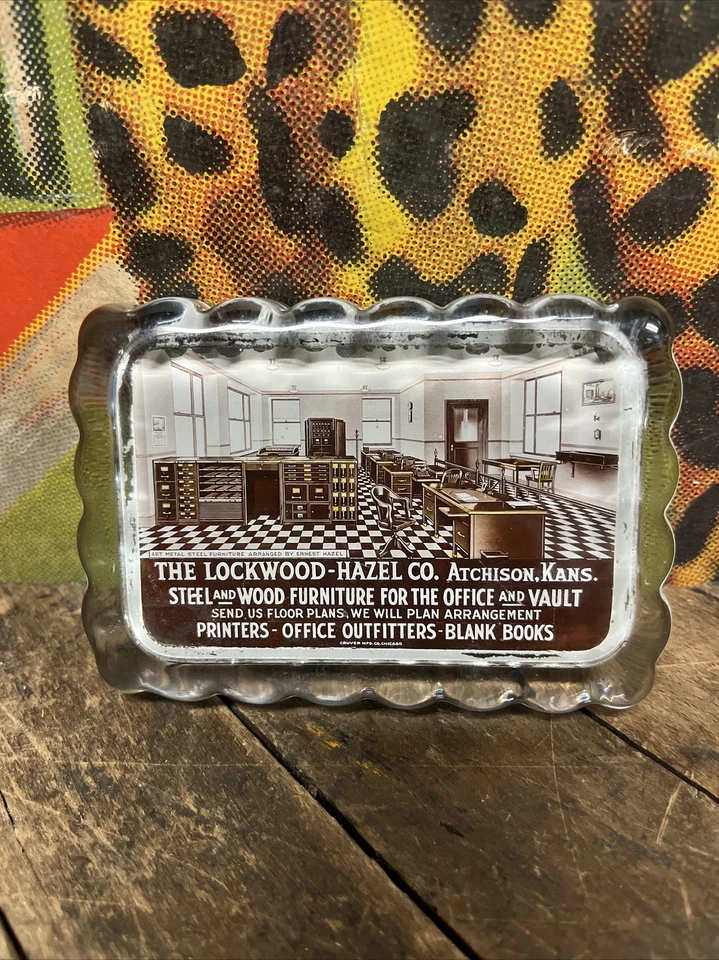 ART METAL STEEL FURNITURE ARRANGED BY ERNEST HAZEL
THE LOCKWOOD-HAZEL CO. ATCHISON, KANS.
STEEL AND WOOD FURNITURE FOR THE OFFICE AND VAULT
SEND US FLOOR PLANS, WE WILL PLAN ARRANGEMENT
PRINTERS - OFFICE OUTFITTERS - BLANK BOOKS
CRUVER MFG. CO. CHICAGO